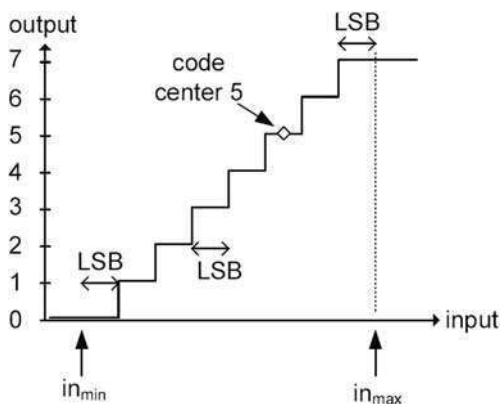 output
LSB
7
code
center 5
6
5
4
3
2
LSB
LSB
1
0
input
in_min
in_max